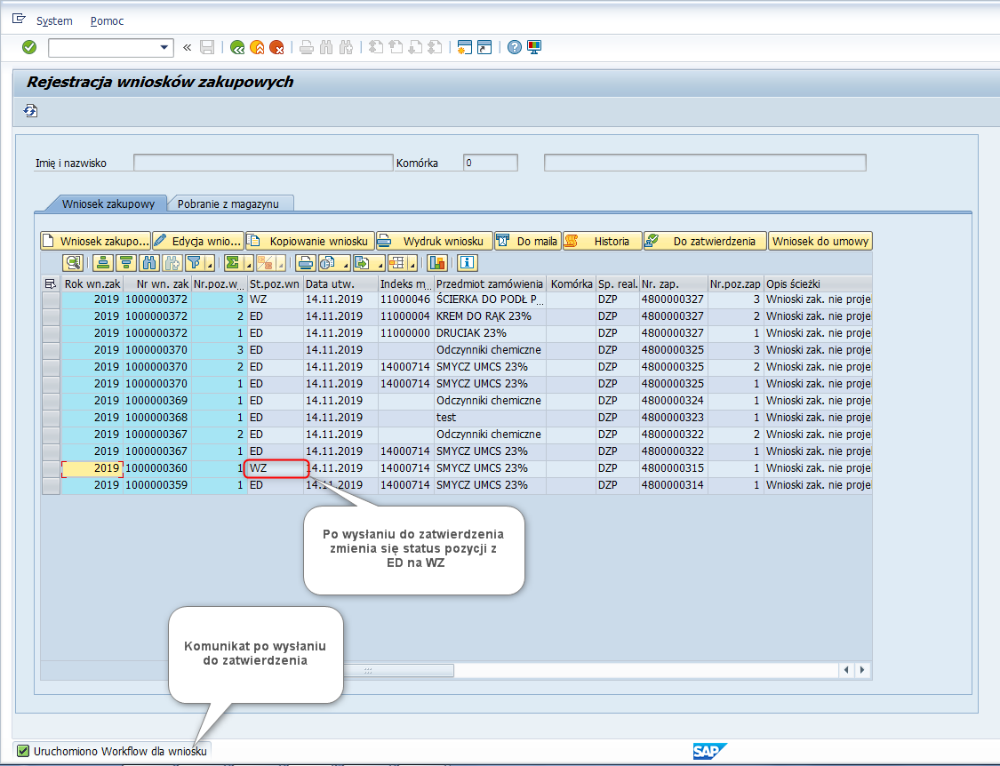 System Pomoc
Rejestracja wniosków zakupowych
Imię i nazwisko Komórka 0
Wniosek zakupowy Pobranie z magazynu
Wniosek zakupo... Edycja wnio... Kopiowanie wniosku Wydruk wniosku Do maila Historia Do zatwierdzenia Wniosek do umowy
Rok wn.zak Nr wn. zak Nr.poz.w... St.poz.wn Data utw. Indeks m... Przedmiot zamówienia Komórka Sp. real. Nr. zap. Nr.poz.zap Opis ścieżki
2019 1000000372 3 WZ 14.11.2019 11000046 ŚCIERKA DO PODŁ P... DZP 4800000327 3 Wnioski zak. nie projel
2019 1000000372 2 ED 14.11.2019 11000004 KREM DO RĄK 23% DZP 4800000327 2 Wnioski zak. nie projel
2019 1000000372 1 ED 14.11.2019 11000000 DRUCIAK 23% DZP 4800000327 1 Wnioski zak. nie projel
2019 1000000370 3 ED 14.11.2019 Odczynniki chemiczne DZP 4800000325 3 Wnioski zak. nie projel
2019 1000000370 2 ED 14.11.2019 14000714 SMYCZ UMCS 23% DZP 4800000325 2 Wnioski zak. nie projel
2019 1000000370 1 ED 14.11.2019 14000714 SMYCZ UMCS 23% DZP 4800000325 1 Wnioski zak. nie projel
2019 1000000369 1 ED 14.11.2019 Odczynniki chemiczne DZP 4800000324 1 Wnioski zak. nie projel
2019 1000000368 1 ED 14.11.2019 test DZP 4800000323 1 Wnioski zak. nie projel
2019 1000000367 2 ED 14.11.2019 Odczynniki chemiczne DZP 4800000322 2 Wnioski zak. nie projel
2019 1000000367 1 ED 14.11.2019 14000714 SMYCZ UMCS 23% DZP 4800000322 1 Wnioski zak. nie projel
2019 1000000360 1 WZ 14.11.2019 14000714 SMYCZ UMCS 23% DZP 4800000315 1 Wnioski zak. nie projel
2019 1000000359 1 ED 14.11.2019 14000714 SMYCZ UMCS 23% DZP 4800000314 1 Wnioski zak. nie projel
Po wysłaniu do zatwierdzenia
zmienia się status pozycji z
ED na WZ
Komunikat po wysłaniu
do zatwierdzenia
Uruchomiono Workflow dla wniosku
SAP